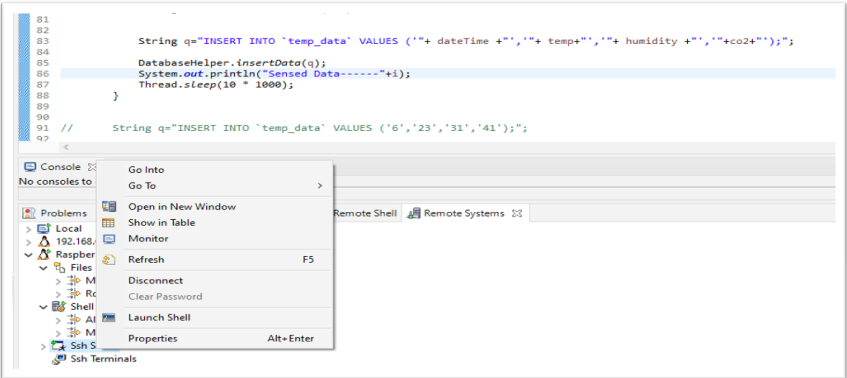 81
82
83 String q="INSERT INTO `temp_data` VALUES ('"+ dateTime +"','"+ temp+"','"+ humidity +"','"+co2+"');";
84
85 DatabaseHelper.insertData(q);
86 System.out.println("Sensed Data------"+i);
87 Thread.sleep(10 * 1000);
88 }
89
90
91 // String q="INSERT INTO `temp_data` VALUES ('6','23','31','41');";
92
Console
No consoles to
Go Into
Go To
Open in New Window
Show in Table
Monitor
Refresh F5
Disconnect
Clear Password
Launch Shell
Properties Alt+Enter
Problems Remote Shell Remote Systems
Local
192.168.
Raspber
Files
M
Ro
Shell
Al
M
Ssh S
Ssh Terminals